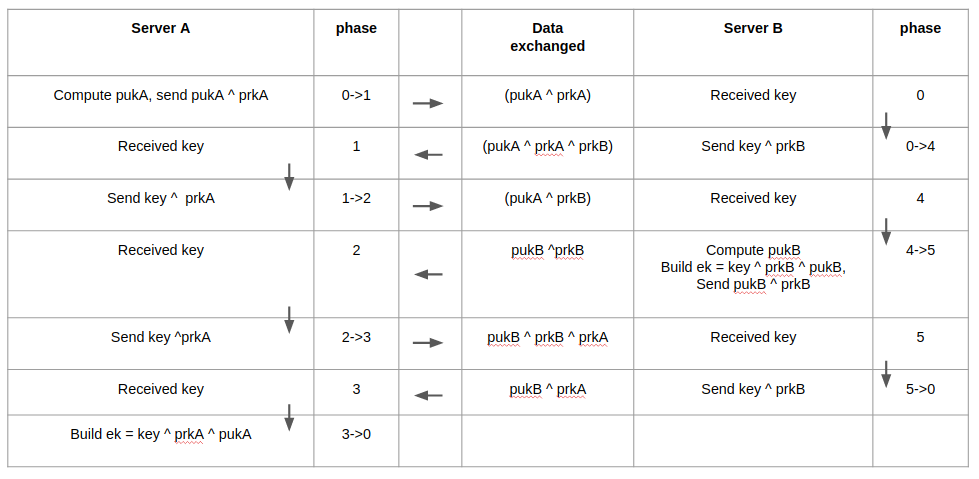 Server A phase Data exchanged Server B phase
Compute pukA, send pukA ^ prkA 0->1 (pukA ^ prkA) Received key 0
Received key 1 (pukA ^ prkA ^ prkB) Send key ^ prkB 0->4
Send key ^ prkA 1->2 (pukA ^ prkB) Received key 4
Received key 2 pukB ^prkB Compute pukB 4->5
Build ek = key ^ prkB ^ pukB,
Send pukB ^ prkB
Send key ^prkA 2->3 pukB ^ prkB ^ prkA Received key 5
Received key 3 pukB ^ prkA Send key ^ prkB 5->0
Build ek = key ^ prkA ^ pukA 3->0